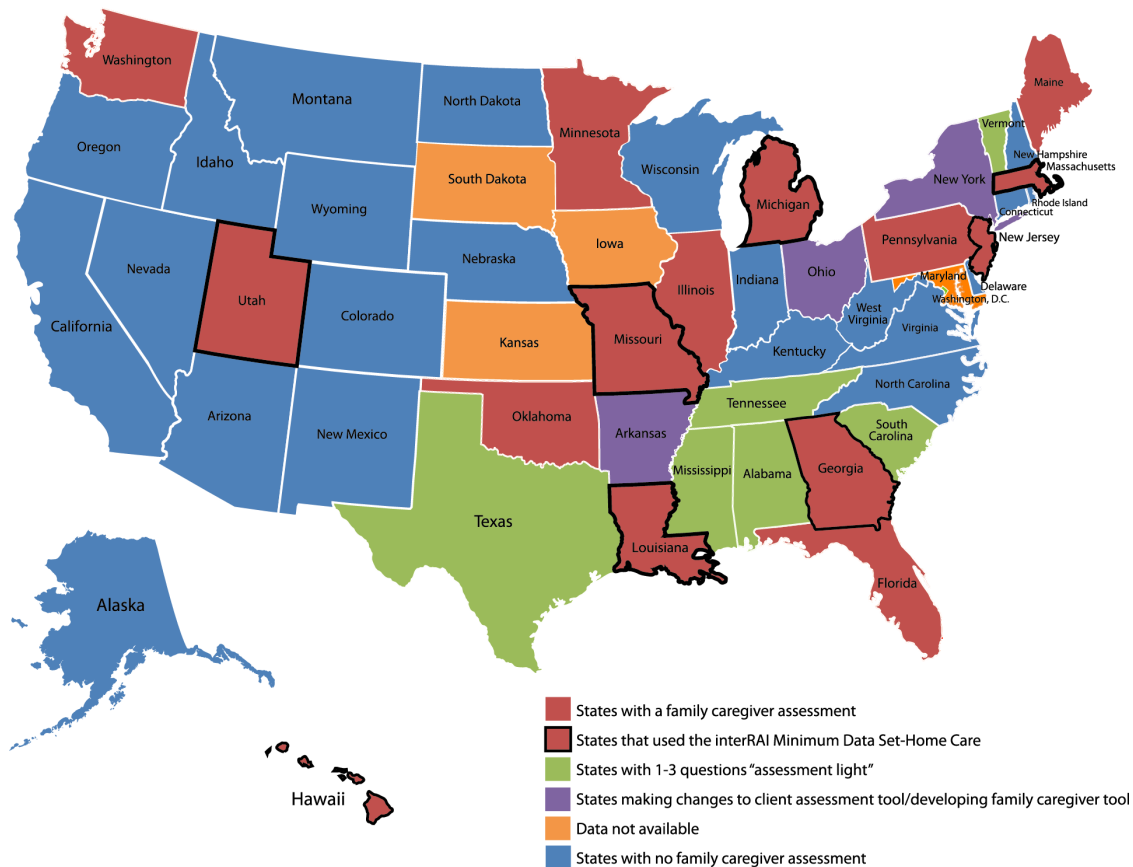 Washington
Maine
Montana
North Dakota
Minnesota
Vermont
Oregon
Idaho
Wisconsin
New Hampshire
Massachusetts
South Dakota
New York
Michigan
Rhode Island
Wyoming
Connecticut
Iowa
Pennsylvania
New Jersey
Nebraska
Nevada
Ohio
Maryland
Indiana
Illinois
Delaware
Utah
Washington, D.C.
Colorado
West
Virginia
California
Virginia
Missouri
Kansas
Kentucky
North Carolina
Tennessee
Arizona
Oklahoma
New Mexico
South
Carolina
Arkansas
Georgia
Mississippi
Alabama
Texas
Louisiana
Florida
Alaska
Hawaii
States with a family caregiver assessment
States that used the interRAI Minimum Data Set-Home Care
States with 1-3 questions “assessment light”
States making changes to client assessment tool/developing family caregiver tool
Data not available
States with no family caregiver assessment